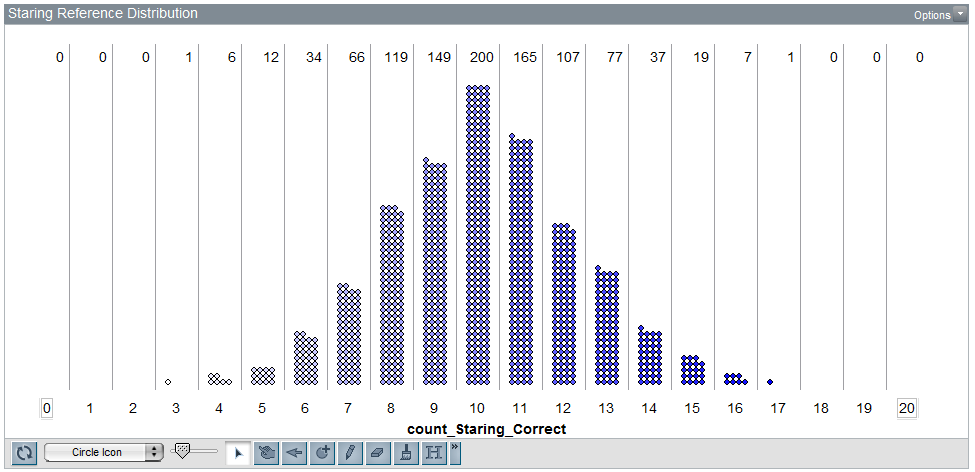 Staring Reference Distribution
Options
0 0 0 1 6 12 34 66 119 149 200 165 107 77 37 19 7 1 0 0 0
0 1 2 3 4 5 6 7 8 9 10 11 12 13 14 15 16 17 18 19 20
count_Staring_Correct
Circle Icon